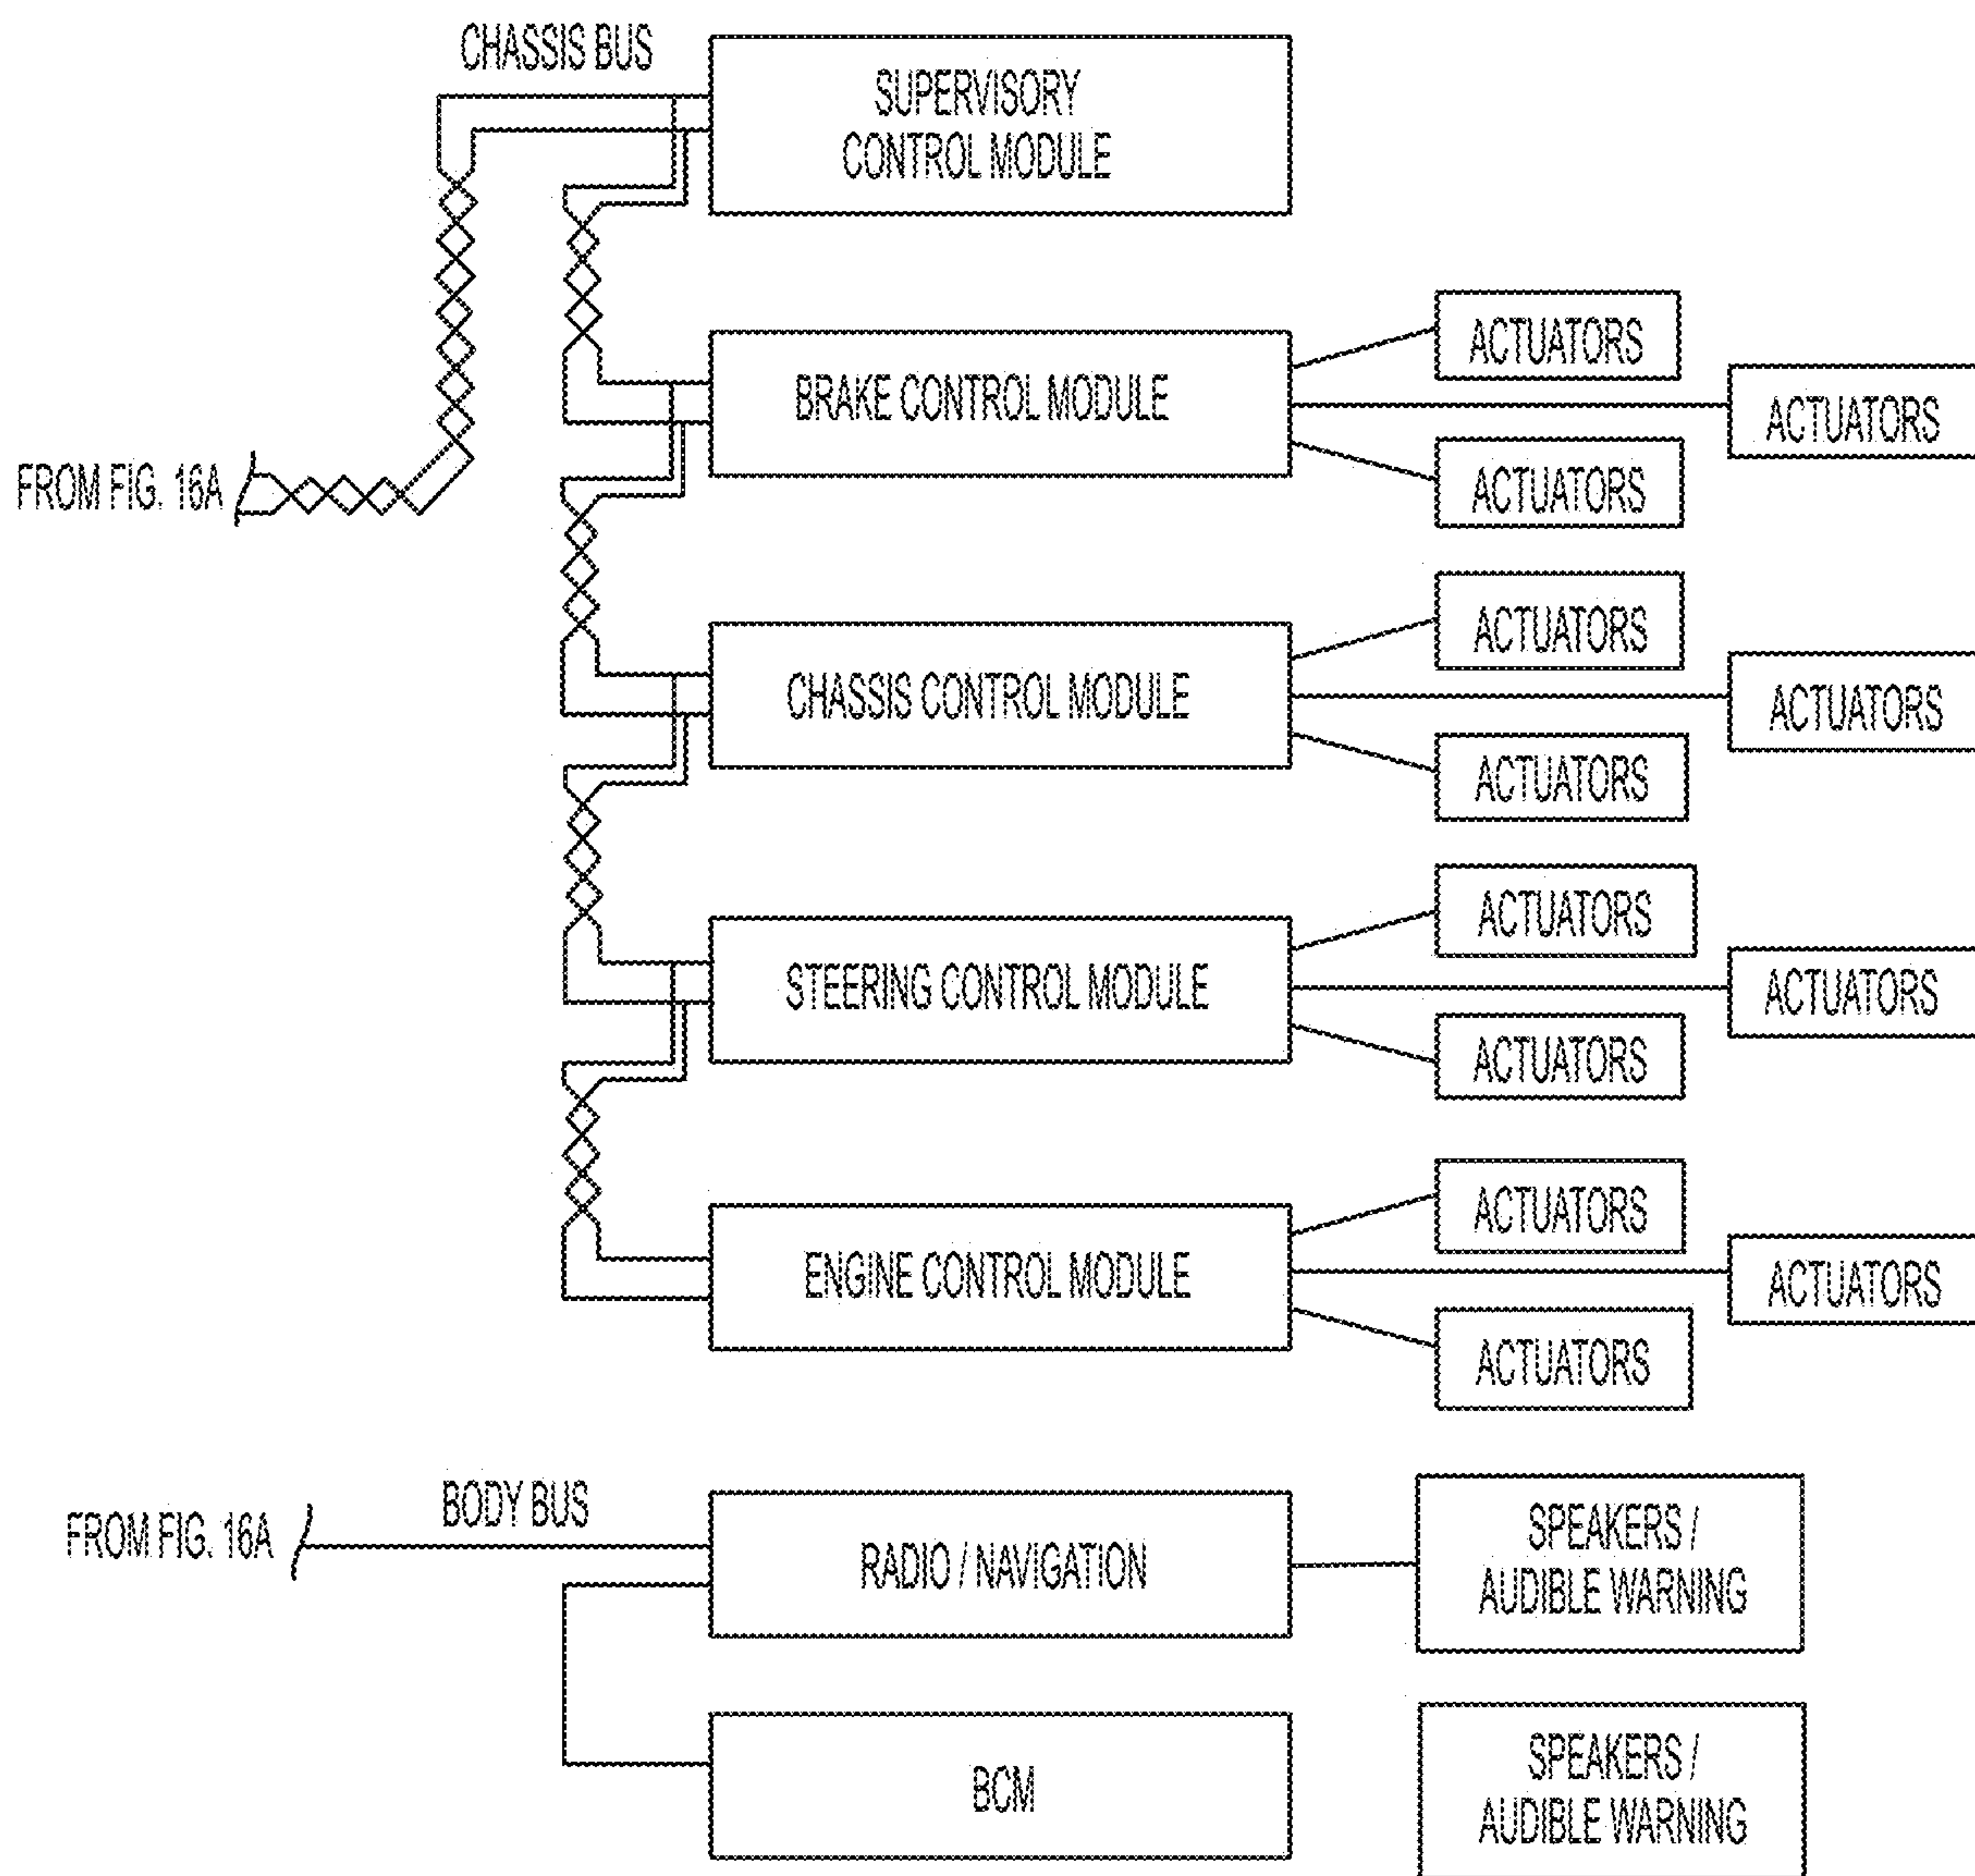 CHASSIS BUS
SUPERVISORY
CONTROL MODULE
ACTUATORS
BRAKE CONTROL MODULE
ACTUATORS
ACTUATORS
FROM FIG. 16A
ACTUATORS
CHASSIS CONTROL MODULE
ACTUATORS
ACTUATORS
ACTUATORS
STEERING CONTROL MODULE
ACTUATORS
ACTUATORS
ACTUATORS
ENGINE CONTROL MODULE
ACTUATORS
ACTUATORS
FROM FIG. 16A
BODY BUS
RADIO / NAVIGATION
SPEAKERS /
AUDIBLE WARNING
BCM
SPEAKERS /
AUDIBLE WARNING